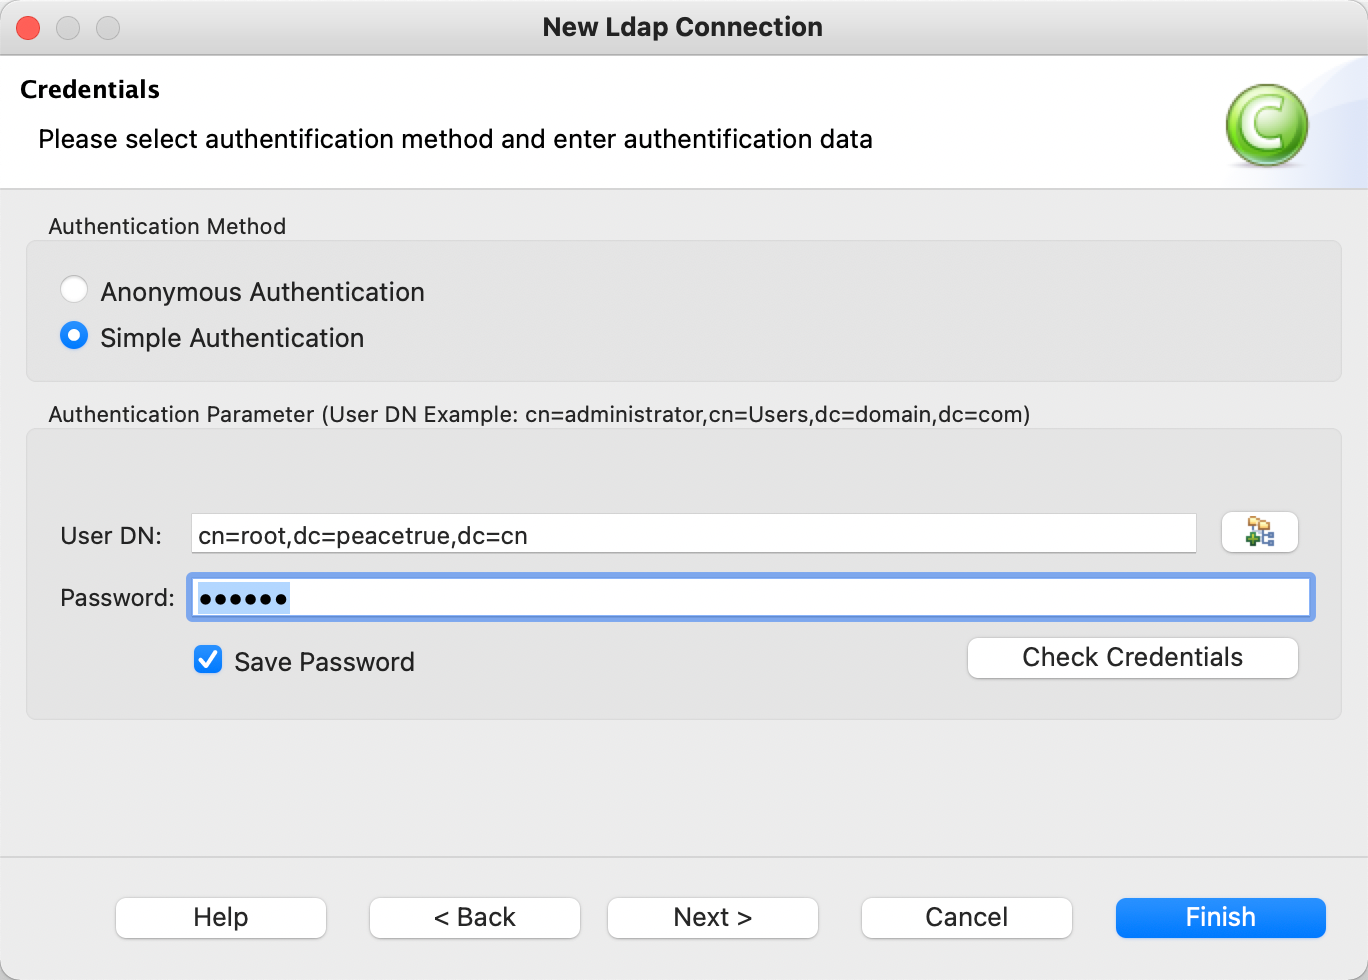 New Ldap Connection
Credentials
Please select authentification method and enter authentification data
Authentication Method
Anonymous Authentication
Simple Authentication
Authentication Parameter (User DN Example: cn=administrator,cn=Users,dc=domain,dc=com)
User DN: cn=root,dc=peacetrue,dc=cn
Password: ••••••
Save Password Check Credentials
Help < Back Next > Cancel Finish